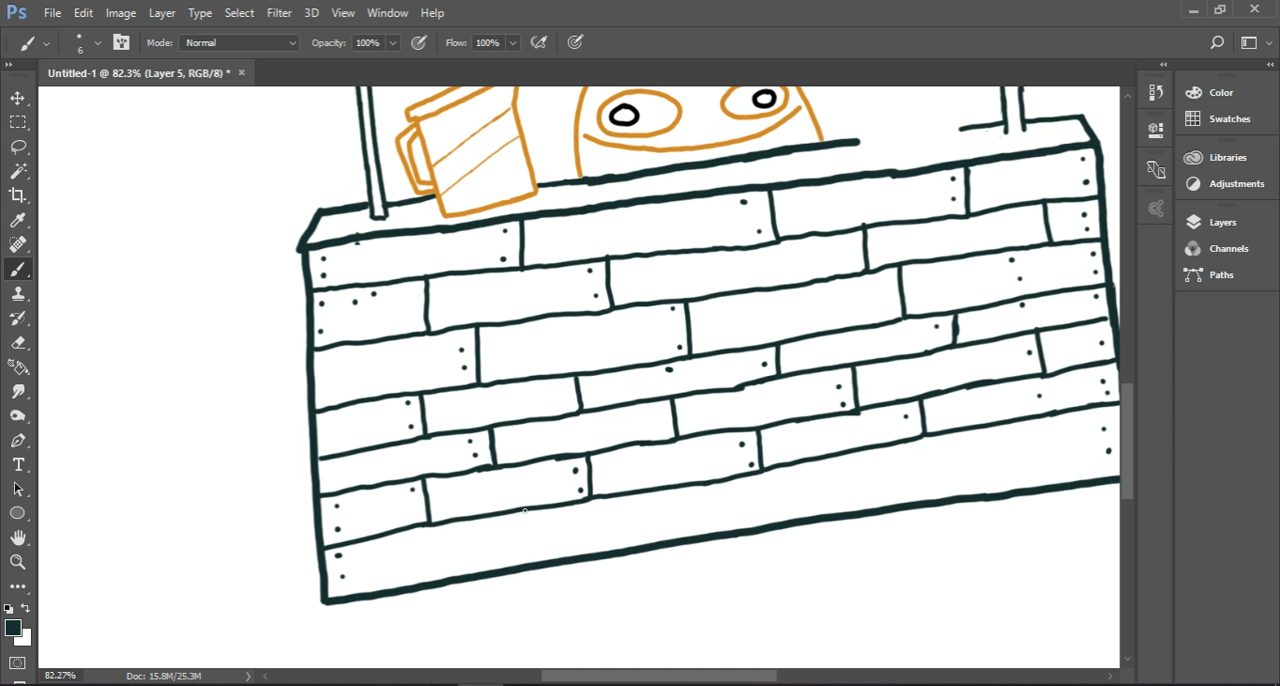 Ps File Edit Image Layer Type Select Filter 3D View Window Help
6 Mode: Normal Opacity: 100% Flow: 100%
Untitled-1 @ 82.3% (Layer 5, RGB/8) * ×
Color
Swatches
Libraries
Adjustments
Layers
Channels
Paths
82.27% Doc: 15.8M/25.3M